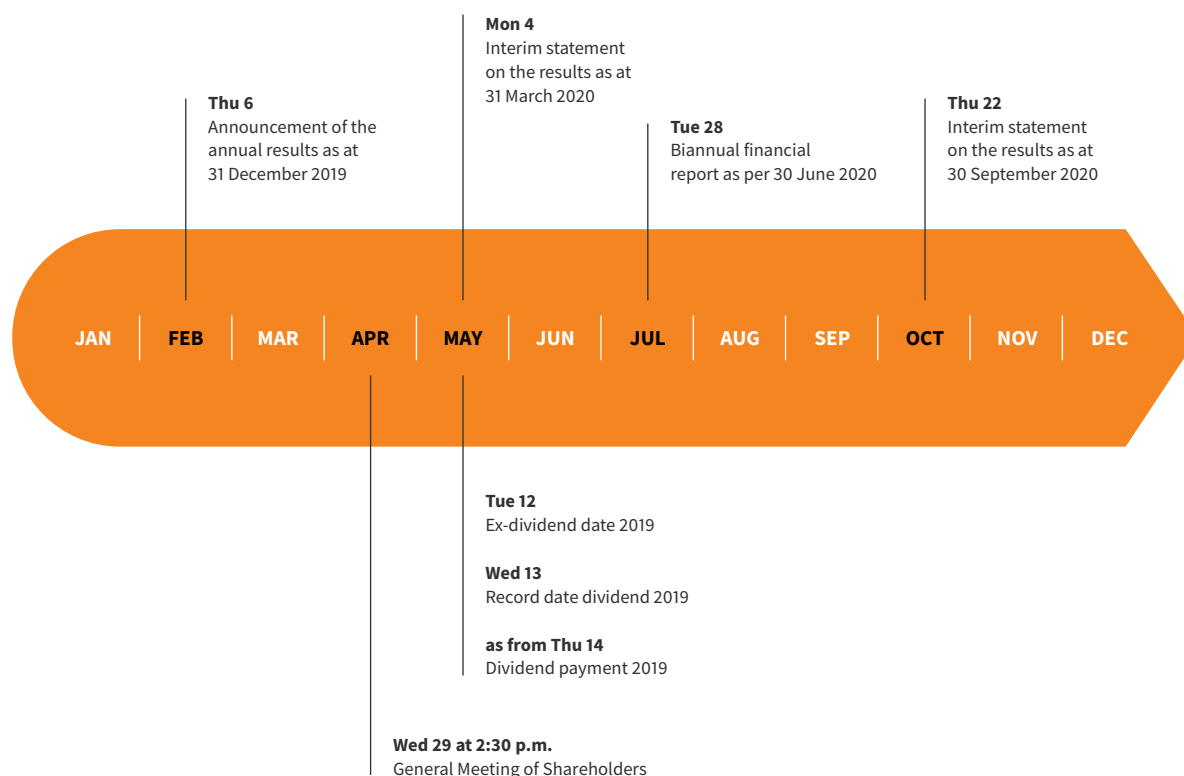 Mon 4
Interim statement
on the results as at
31 March 2020
Thu 6
Announcement of the
annual results as at
31 December 2019
Tue 28
Biannual financial
report as per 30 June 2020
Thu 22
Interim statement
on the results as at
30 September 2020
JAN FEB MAR APR MAY JUN JUL AUG SEP OCT NOV DEC
Tue 12
Ex-dividend date 2019
Wed 13
Record date dividend 2019
as from Thu 14
Dividend payment 2019
Wed 29 at 2:30 p.m.
General Meeting of Shareholders